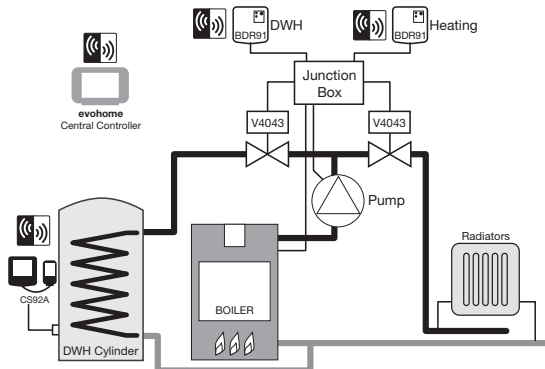 DWH
BDR91
Heating
BDR91
Junction
Box
evohome
Central Controller
V4043
V4043
Pump
Radiators
CS92A
BOILER
DWH Cylinder